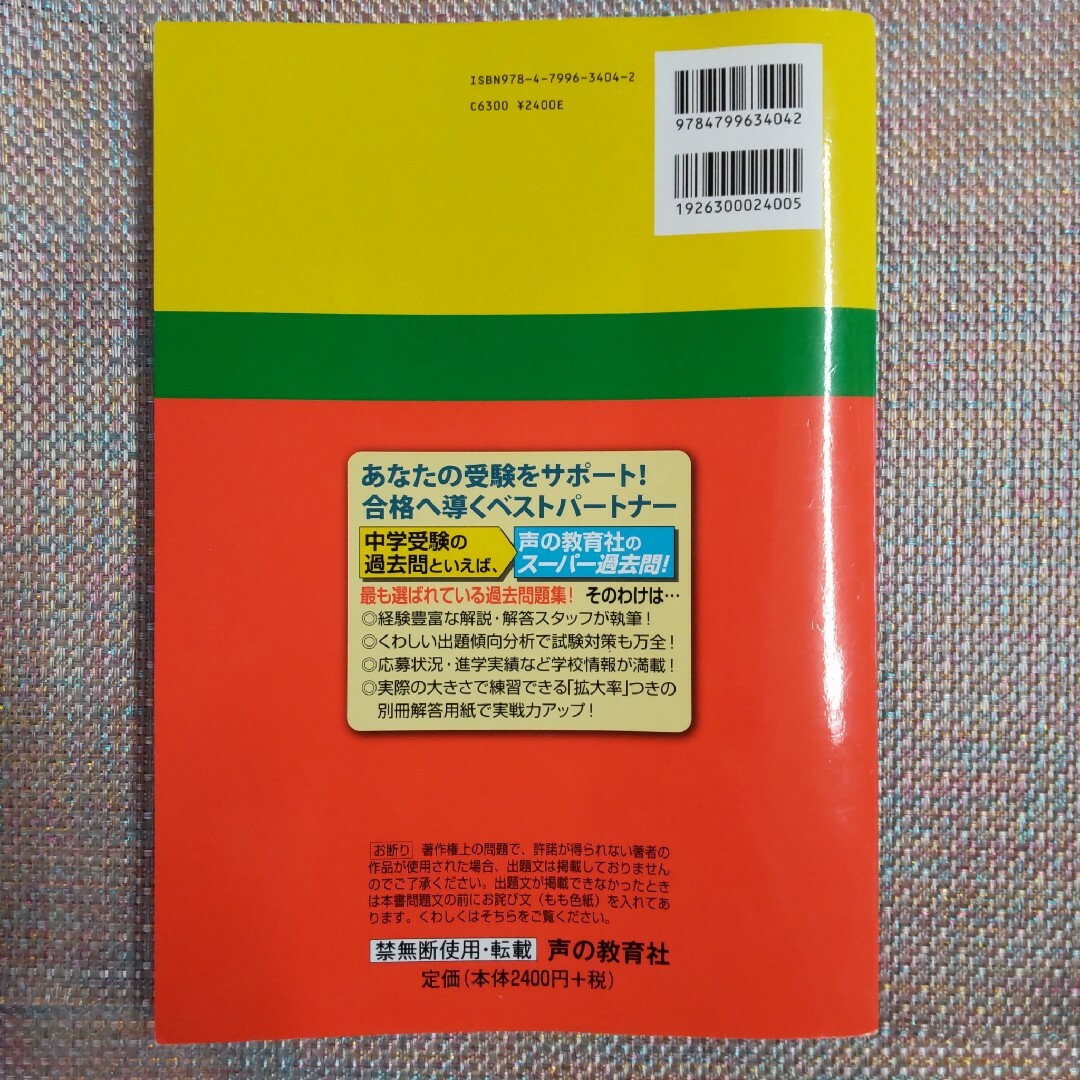 ISBN978-4-7996-3404-2
C6300 ¥2400E
9784799634042
1926300024005
あなたの受験をサポート!
合格へ導くベストパートナー
中学受験の
過去問といえば、
声の教育社の
スーパー過去問!
最も選ばれている過去問題集! そのわけは…
◎経験豊富な解説・解答スタッフが執筆!
◎くわしい出題傾向分析で試験対策も万全!
◎応募状況・進学実績など学校情報が満載!
◎実際の大きさで練習できる「拡大率」つきの
別冊解答用紙で実戦力アップ!
お断り 著作権上の問題で、許諾が得られない著者の
作品が使用された場合、出題文は掲載しておりません
のでご了承ください。出題文が掲載できなかったときは
本書問題文の前にお詫び文(もも色紙)を入れてあ
ります。くわしくはそちらをご覧ください。
禁無断使用・転載 声の教育社
定価(本体2400円+税)